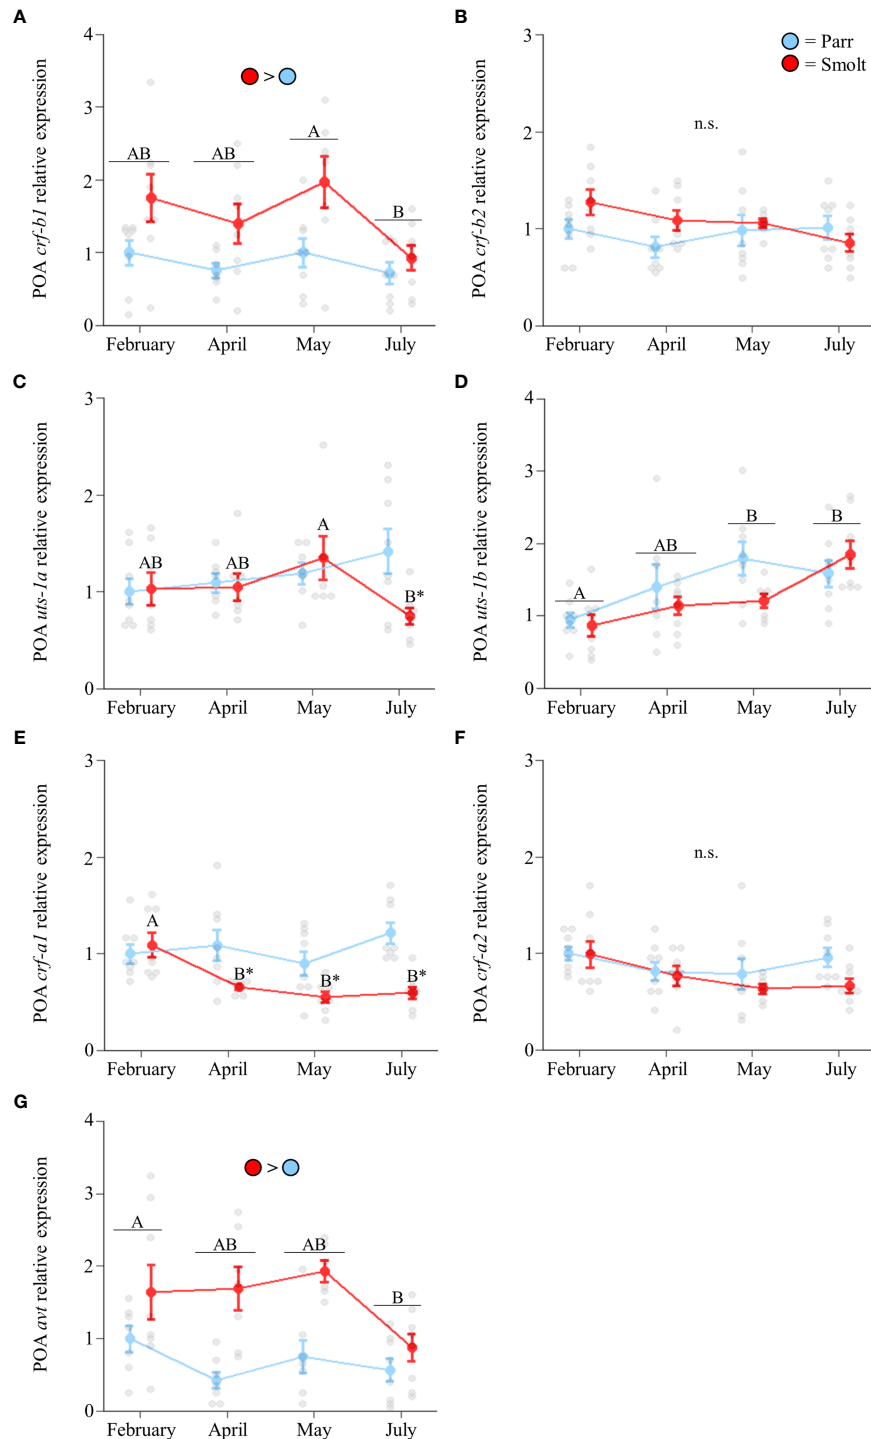 A
POA crf-b1 relative expression
4
3
2
1
0
>
AB
AB
A
B
February April May July
B
POA crf-b2 relative expression
3
2
1
0
= Parr
= Smolt
n.s.
February April May July
C
POA uts-1a relative expression
3
2
1
0
AB
AB
A
B*
February April May July
D
POA uts-1b relative expression
4
3
2
1
0
A
AB
B
B
February April May July
E
POA crf-a1 relative expression
3
2
1
0
A
B*
B*
B*
February April May July
F
POA crf-a2 relative expression
3
2
1
0
n.s.
February April May July
G
POA avt relative expression
4
3
2
1
0
>
A
AB
AB
B
February April May July